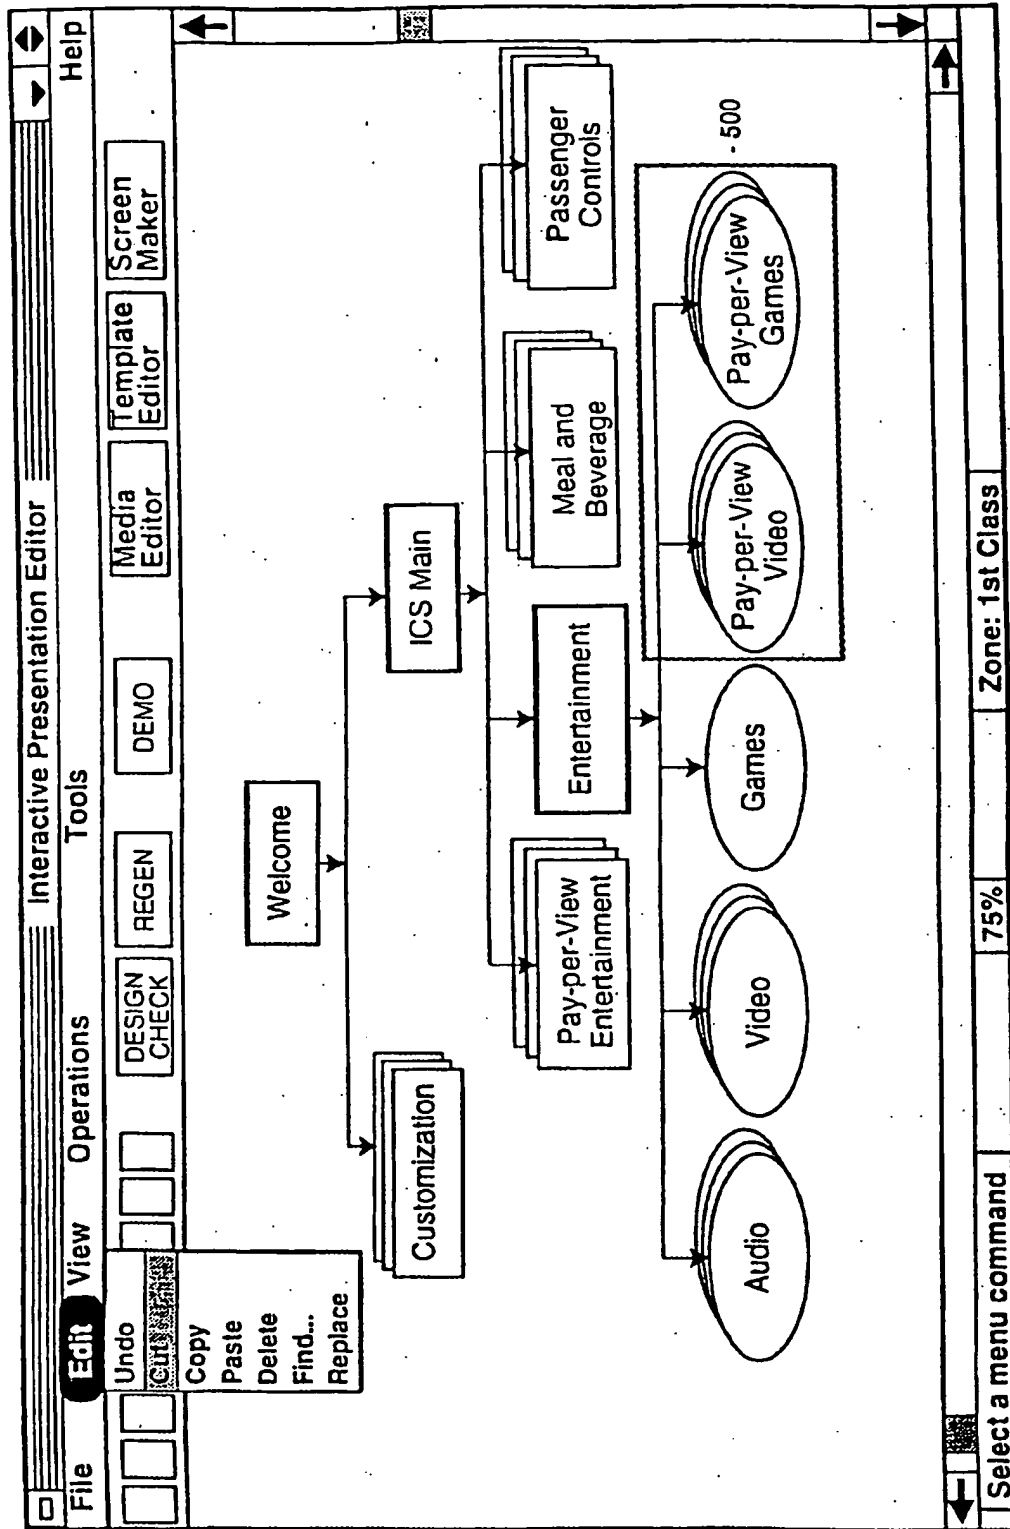 Interactive Presentation Editor
File Edit View Operations Tools Help
DESIGN
CHECK
REGEN
DEMO
Media
Editor
Template
Editor
Screen
Maker
Undo
Cut
Copy
Paste
Delete
Find...
Replace
Welcome
Customization
ICS Main
Pay-per-View
Entertainment
Entertainment
Meal and
Beverage
Passenger
Controls
Audio
Video
Games
Pay-per-View
Video
Pay-per-View
Games
- 500
Select a menu command
75%
Zone: 1st Class